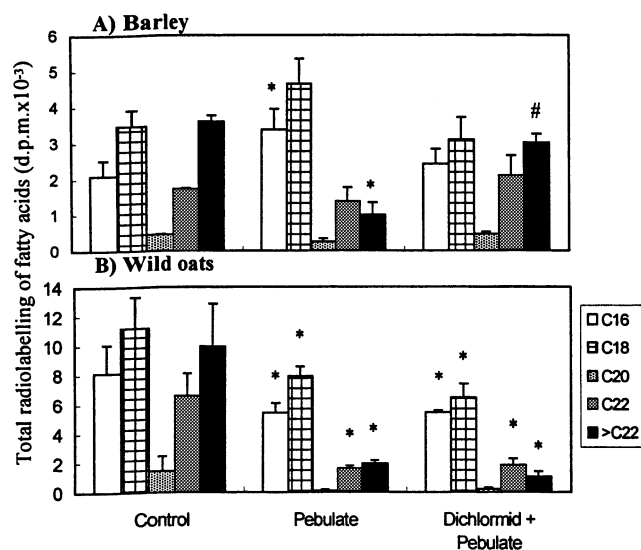 A) Barley
6
5
4
3
2
1
0
*
*
#
B) Wild oats
14
12
10
8
6
4
2
0
*
*
*
*
*
*
*
*
Total radiolabelling of fatty acids (d.p.m.x10⁻³)
C16
C18
C20
C22
>C22
Control
Pebulate
Dichlormid +
Pebulate